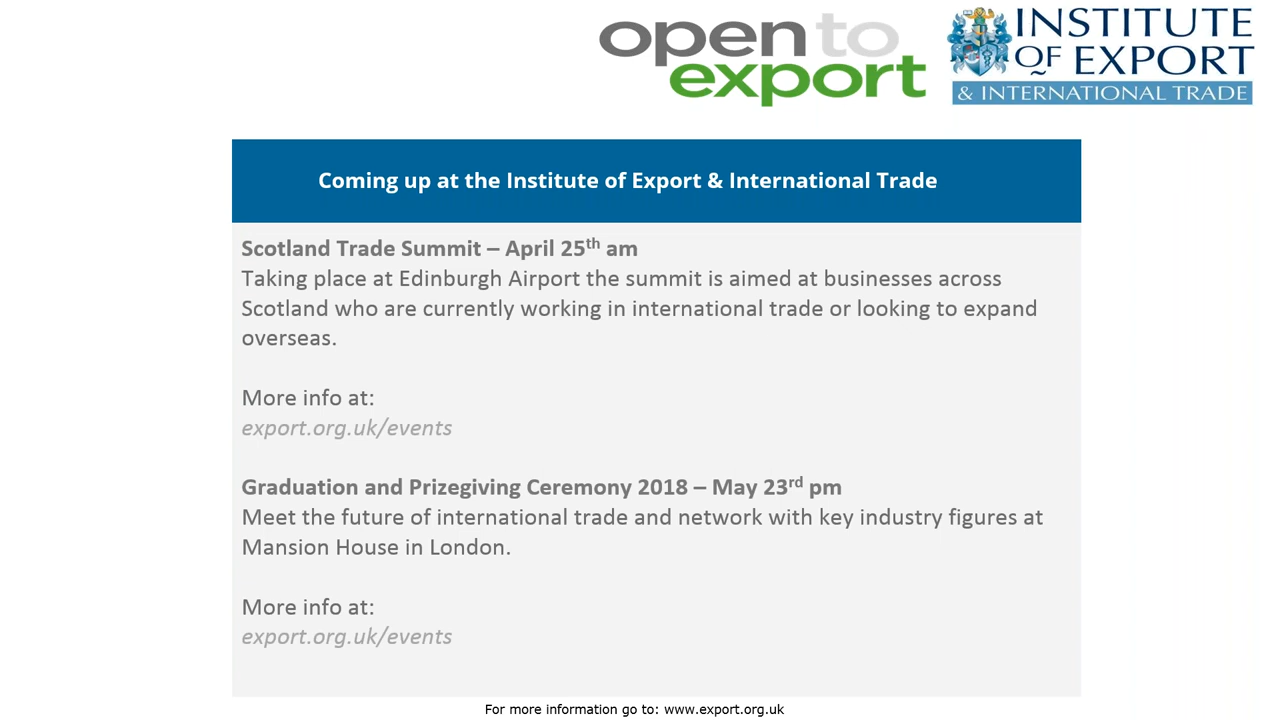 open to
export
INSTITUTE
OF EXPORT
& INTERNATIONAL TRADE
Coming up at the Institute of Export & International Trade
Scotland Trade Summit – April 25th am
Taking place at Edinburgh Airport the summit is aimed at businesses across
Scotland who are currently working in international trade or looking to expand
overseas.
More info at:
export.org.uk/events
Graduation and Prizegiving Ceremony 2018 – May 23rd pm
Meet the future of international trade and network with key industry figures at
Mansion House in London.
More info at:
export.org.uk/events
For more information go to: www.export.org.uk